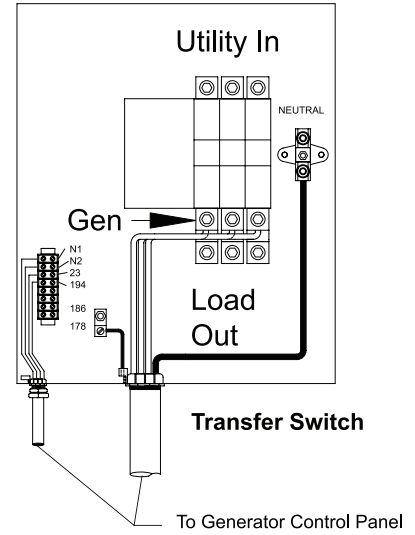 Utility In
NEUTRAL
Gen
N1
N2
23
194
186
178
Load
Out
Transfer Switch
To Generator Control Panel